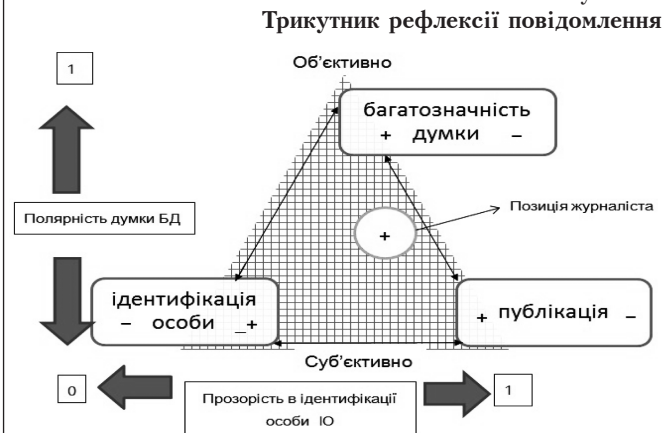 Трикутник рефлексії повідомлення
1
Об’єктивно
багатозначність
+ думки –
Полярність думки БД
Позиція журналіста
+
ідентифікація
– особи _+
+ публікація –
Суб’єктивно
0
Прозорість в ідентифікації
особи ІО
1